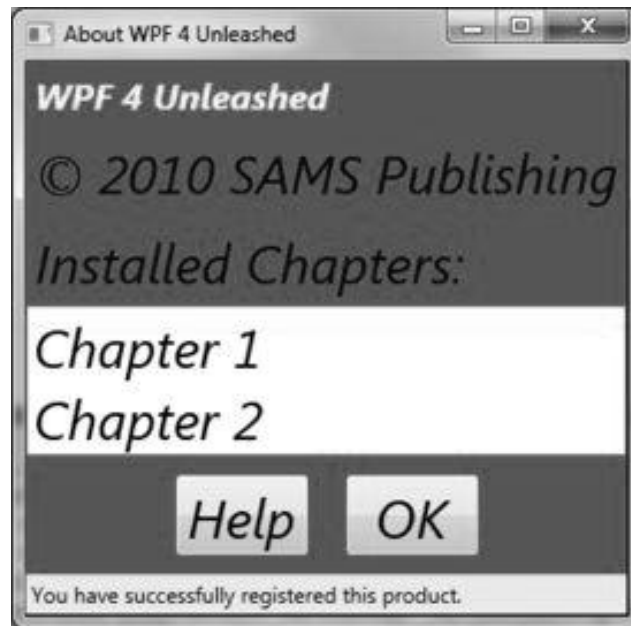 About WPF 4 Unleashed
WPF 4 Unleashed
© 2010 SAMS Publishing
Installed Chapters:
Chapter 1
Chapter 2
Help OK
You have successfully registered this product.